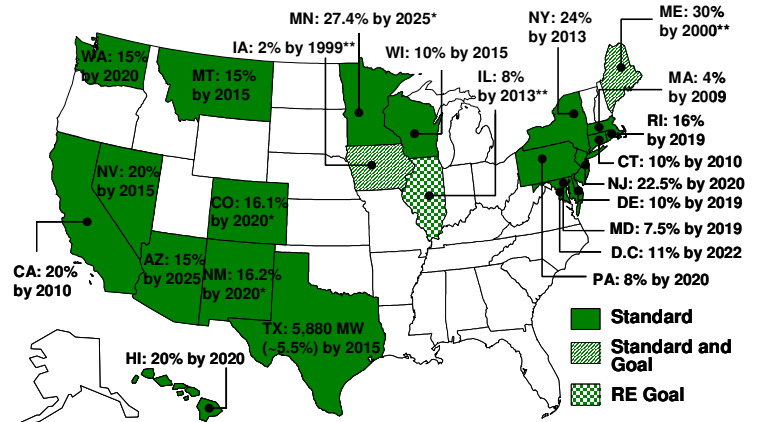 MN: 27.4% by 2025*
NY: 24%
by 2013
ME: 30%
by 2000**
IA: 2% by 1999**
WI: 10% by 2015
WA: 15%
by 2020
MT: 15%
by 2015
IL: 8%
by 2013**
MA: 4%
by 2009
RI: 16%
by 2019
CT: 10% by 2010
NV: 20%
by 2015
NJ: 22.5% by 2020
DE: 10% by 2019
CO: 16.1%
by 2020*
MD: 7.5% by 2019
D.C: 11% by 2022
CA: 20%
by 2010
AZ: 15%
by 2025
NM: 16.2%
by 2020*
PA: 8% by 2020
TX: 5,880 MW
(~5.5%) by 2015
HI: 20% by 2020
Standard
Standard and
Goal
RE Goal